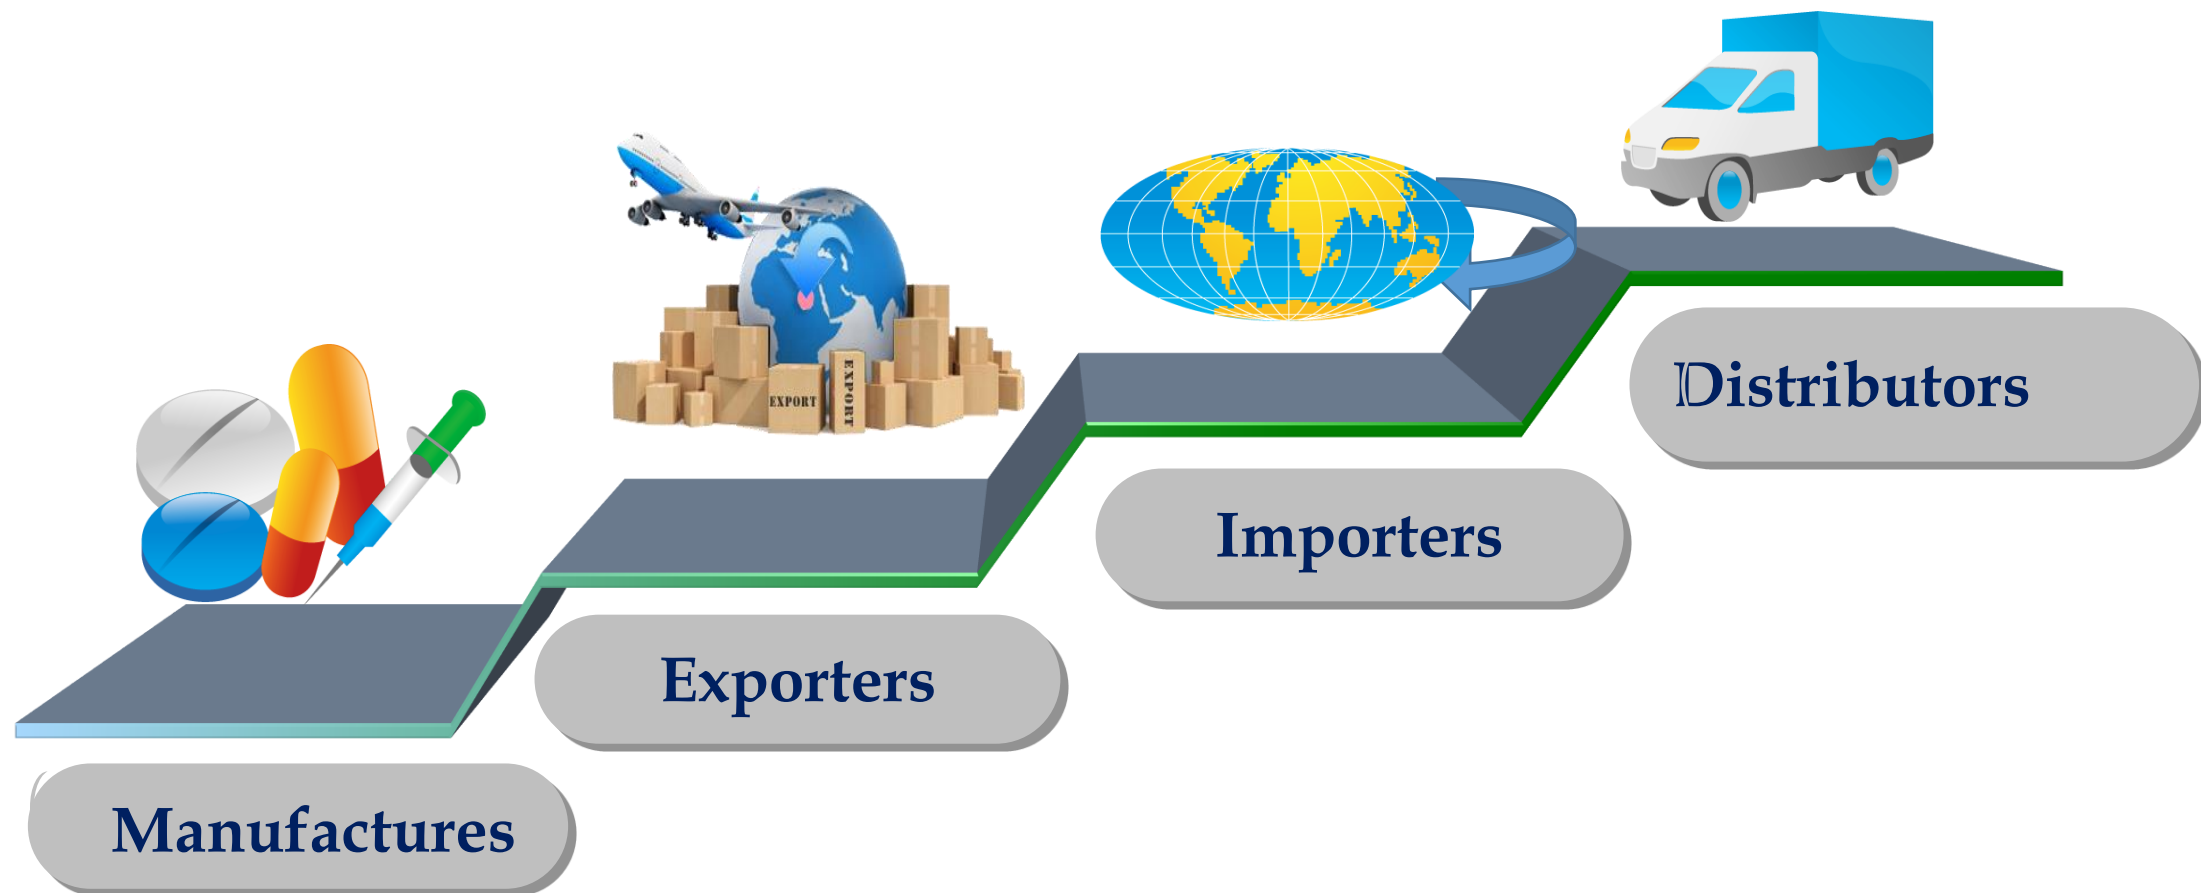 Distributors
EXPORT
EXPORT
Importers
Exporters
Manufactures